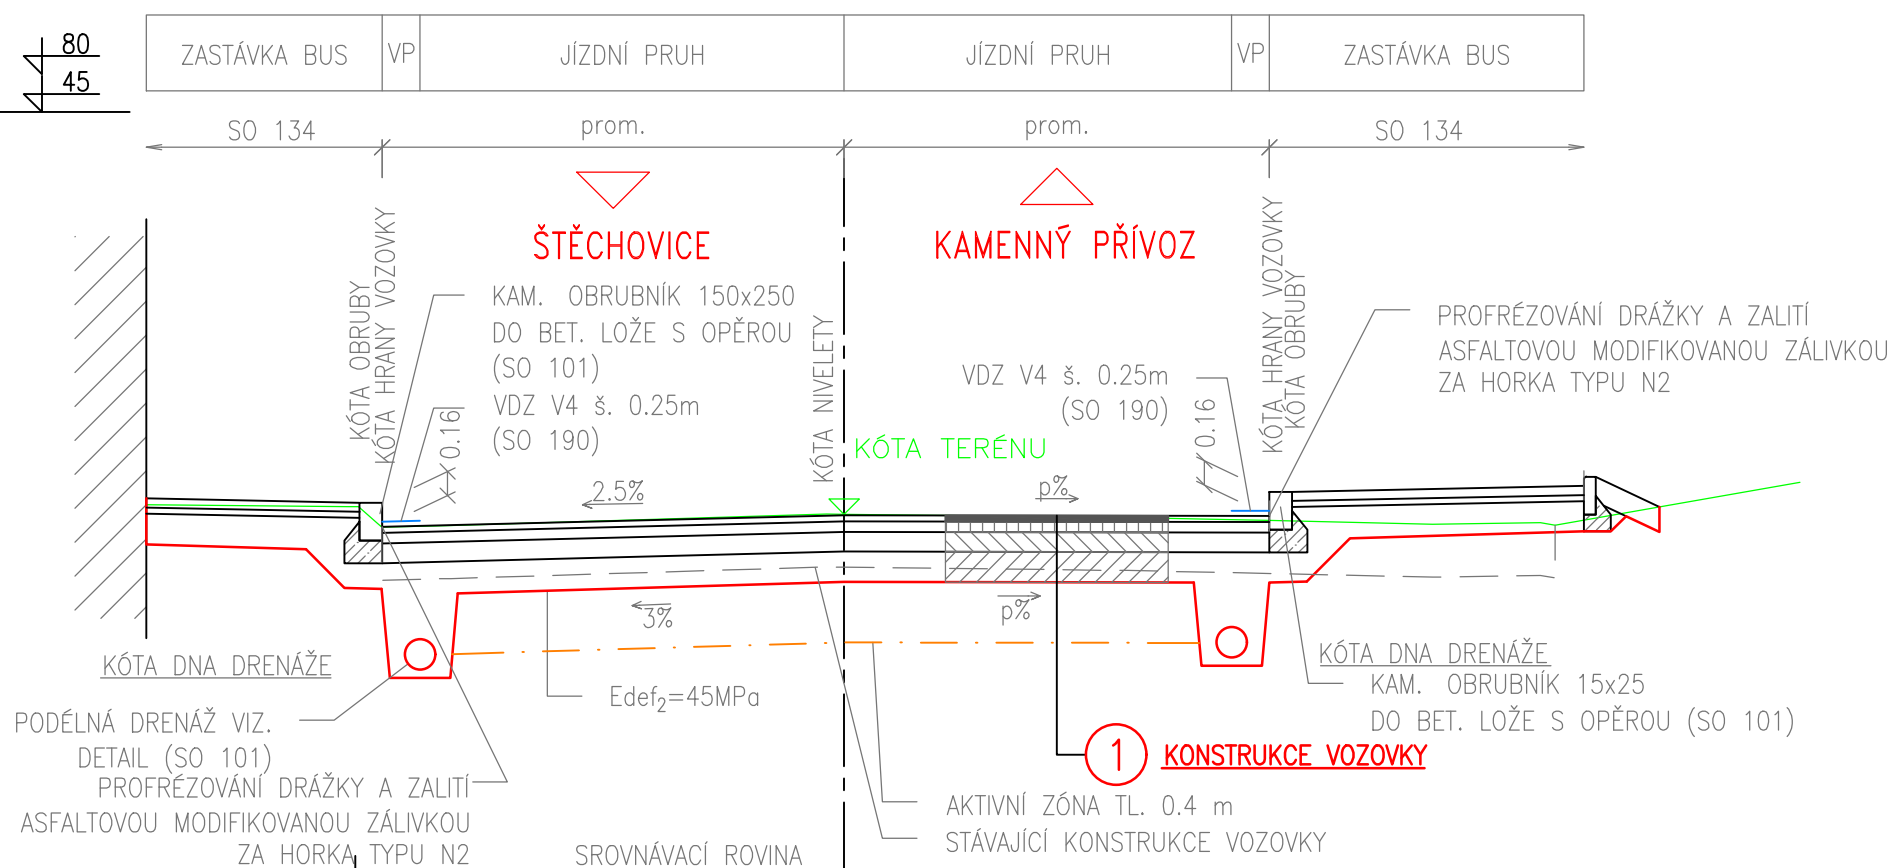 80
45
ZASTÁVKA BUS
VP
JÍZDNÍ PRUH
JÍZDNÍ PRUH
VP
ZASTÁVKA BUS
SO 134
prom.
prom.
SO 134
ŠTĚCHOVICE
KAMENNÝ PŘÍVOZ
KÓTA OBRUBY
KÓTA HRANY VOZOVKY
KAM. OBRUBNÍK 150x250
DO BET. LOŽE S OPĚROU
(SO 101)
VDZ V4 š. 0.25m
(SO 190)
0.16
KÓTA NIVELETY
KÓTA TERÉNU
VDZ V4 š. 0.25m
(SO 190)
0.16
KÓTA HRANY VOZOVKY
KÓTA OBRUBY
PROFRÉZOVÁNÍ DRÁŽKY A ZALITÍ
ASFALTOVOU MODIFIKOVANOU ZÁLIVKOU
ZA HORKA TYPU N2
2.5%
p%
3%
p%
KÓTA DNA DRENÁŽE
Edef₂=45MPa
KÓTA DNA DRENÁŽE
KAM. OBRUBNÍK 15x25
DO BET. LOŽE S OPĚROU (SO 101)
PODÉLNÁ DRENÁŽ VIZ.
DETAIL (SO 101)
1 KONSTRUKCE VOZOVKY
PROFRÉZOVÁNÍ DRÁŽKY A ZALITÍ
ASFALTOVOU MODIFIKOVANOU ZÁLIVKOU
ZA HORKA TYPU N2
AKTIVNÍ ZÓNA TL. 0.4 m
STÁVAJÍCÍ KONSTRUKCE VOZOVKY
SROVNÁVACÍ ROVINA